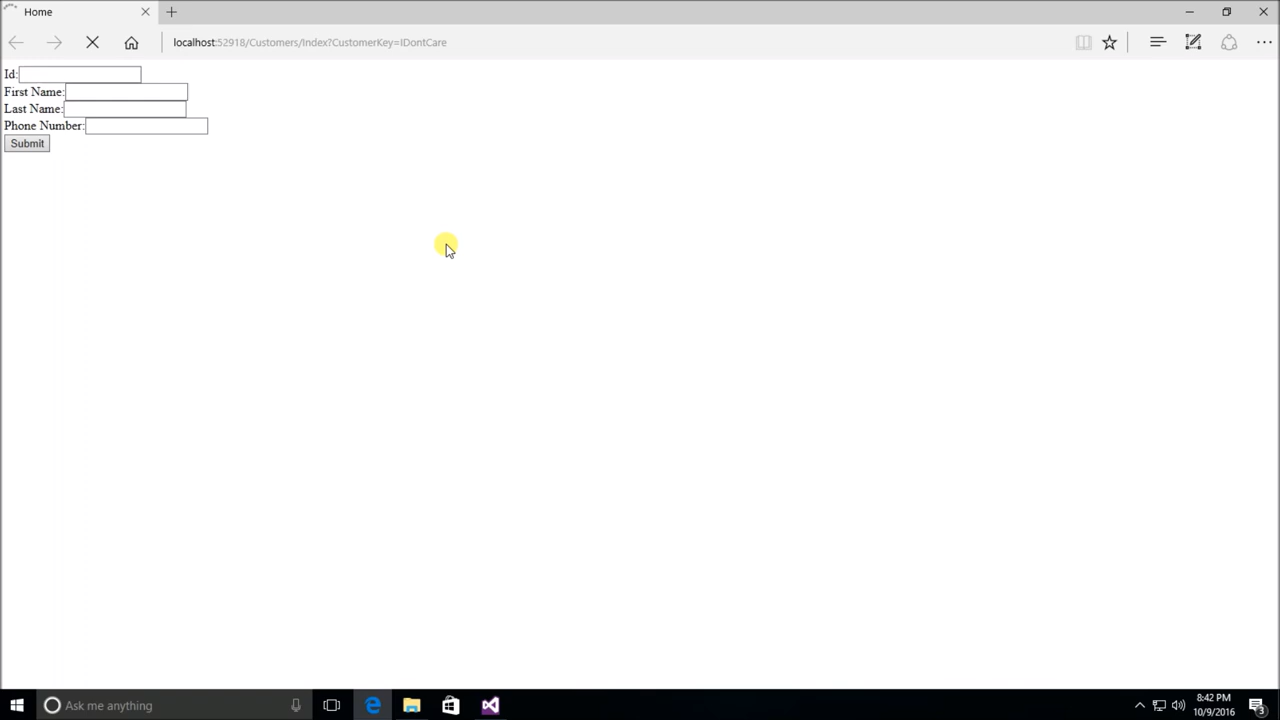 Home
localhost:52918/Customers/Index?CustomerKey=IDontCare
Id:
First Name:
Last Name:
Phone Number:
Submit
Ask me anything
8:42 PM
10/9/2016
3